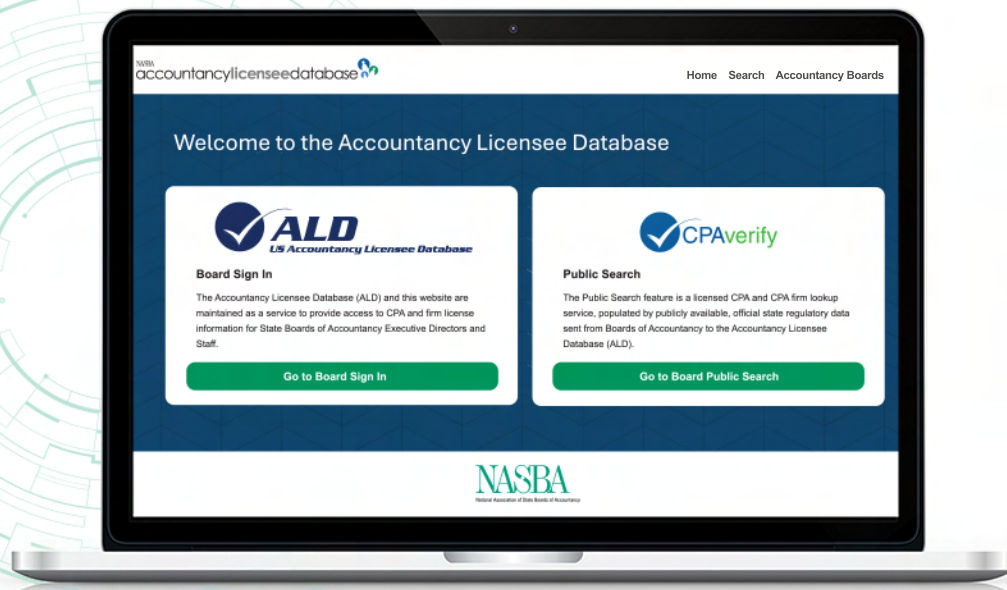 NASBA
accountancylicenseedatabase
Home Search Accountancy Boards
Welcome to the Accountancy Licensee Database
ALD
US Accountancy Licensee Database
Board Sign In
The Accountancy Licensee Database (ALD) and this website are
maintained as a service to provide access to CPA and firm license
information for State Boards of Accountancy Executive Directors and
Staff.
Go to Board Sign In
CPAverify
Public Search
The Public Search feature is a licensed CPA and CPA firm lookup
service, populated by publicly available, official state regulatory data
sent from Boards of Accountancy to the Accountancy Licensee
Database (ALD).
Go to Board Public Search
NASBA
National Association of State Boards of Accountancy